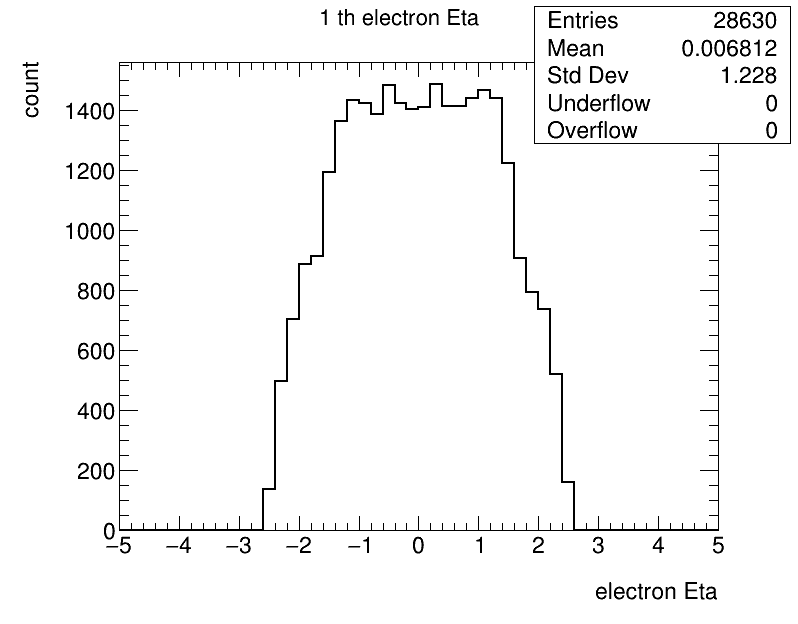 1 th electron Eta
Entries 28630
Mean 0.006812
Std Dev 1.228
Underflow 0
Overflow 0
count
1400
1200
1000
800
600
400
200
0
−5 −4 −3 −2 −1 0 1 2 3 4 5
electron Eta